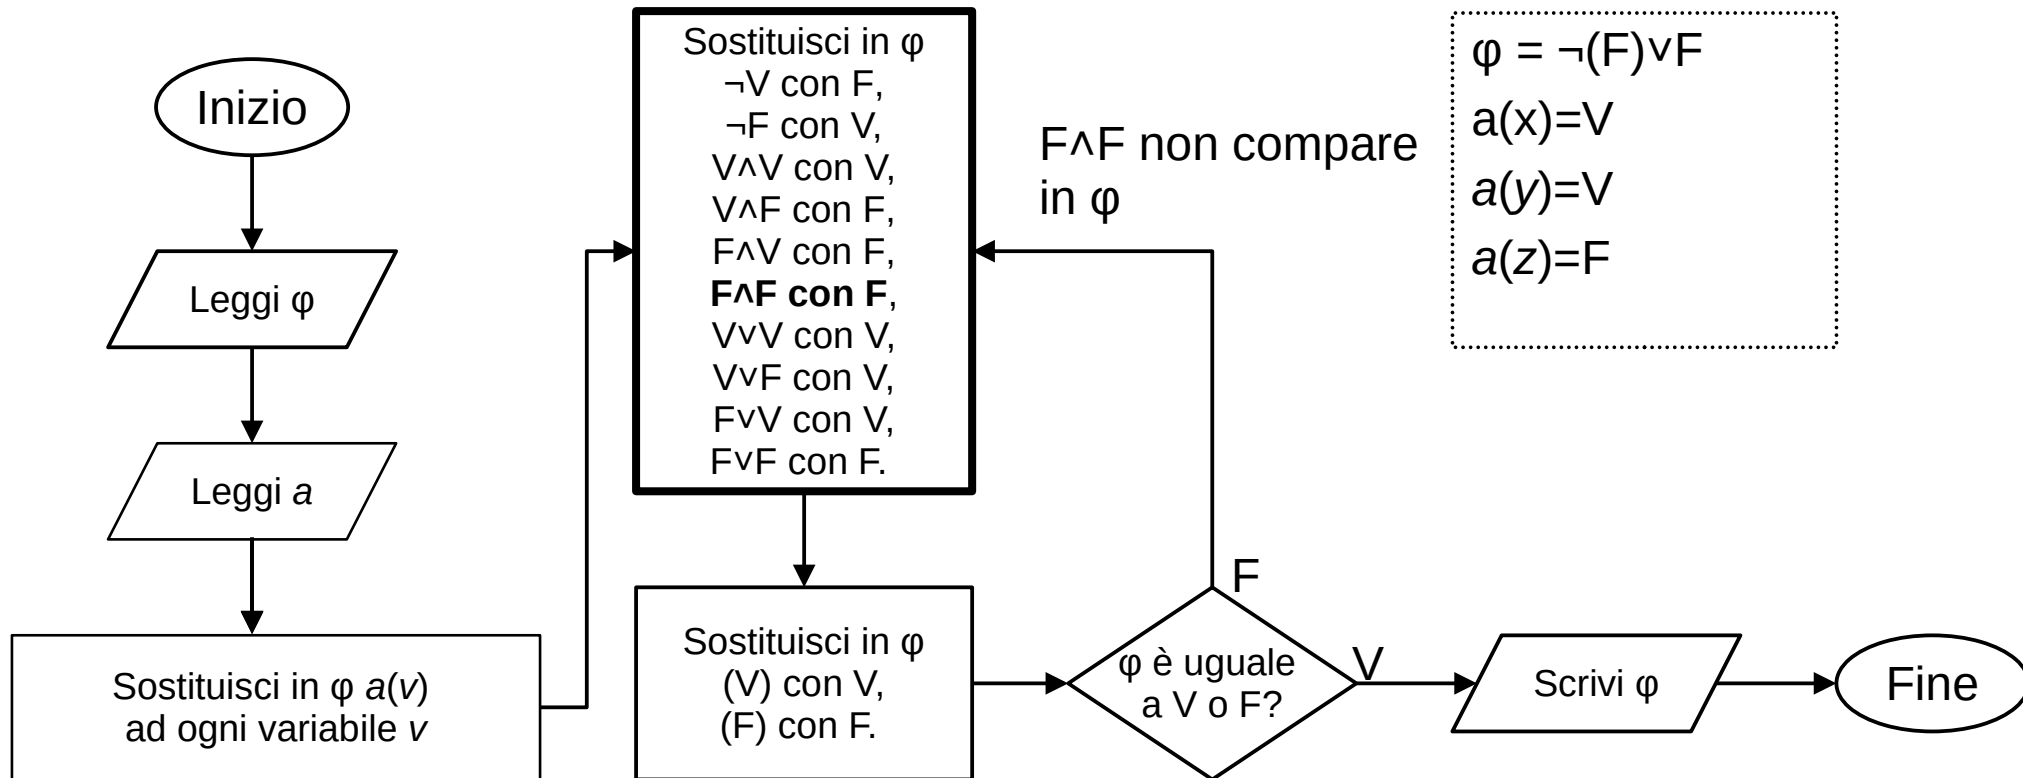 Inizio
Leggi φ
Leggi a
Sostituisci in φ a(v)
ad ogni variabile v
Sostituisci in φ
¬V con F,
¬F con V,
V∧V con V,
V∧F con F,
F∧V con F,
F∧F con F,
V∨V con V,
V∨F con V,
F∨V con V,
F∨F con F.
Sostituisci in φ
(V) con V,
(F) con F.
F∧F non compare
in φ
F
φ è uguale
a V o F?
V
Scrivi φ
Fine
φ = ¬(F)∨F
a(x)=V
a(y)=V
a(z)=F